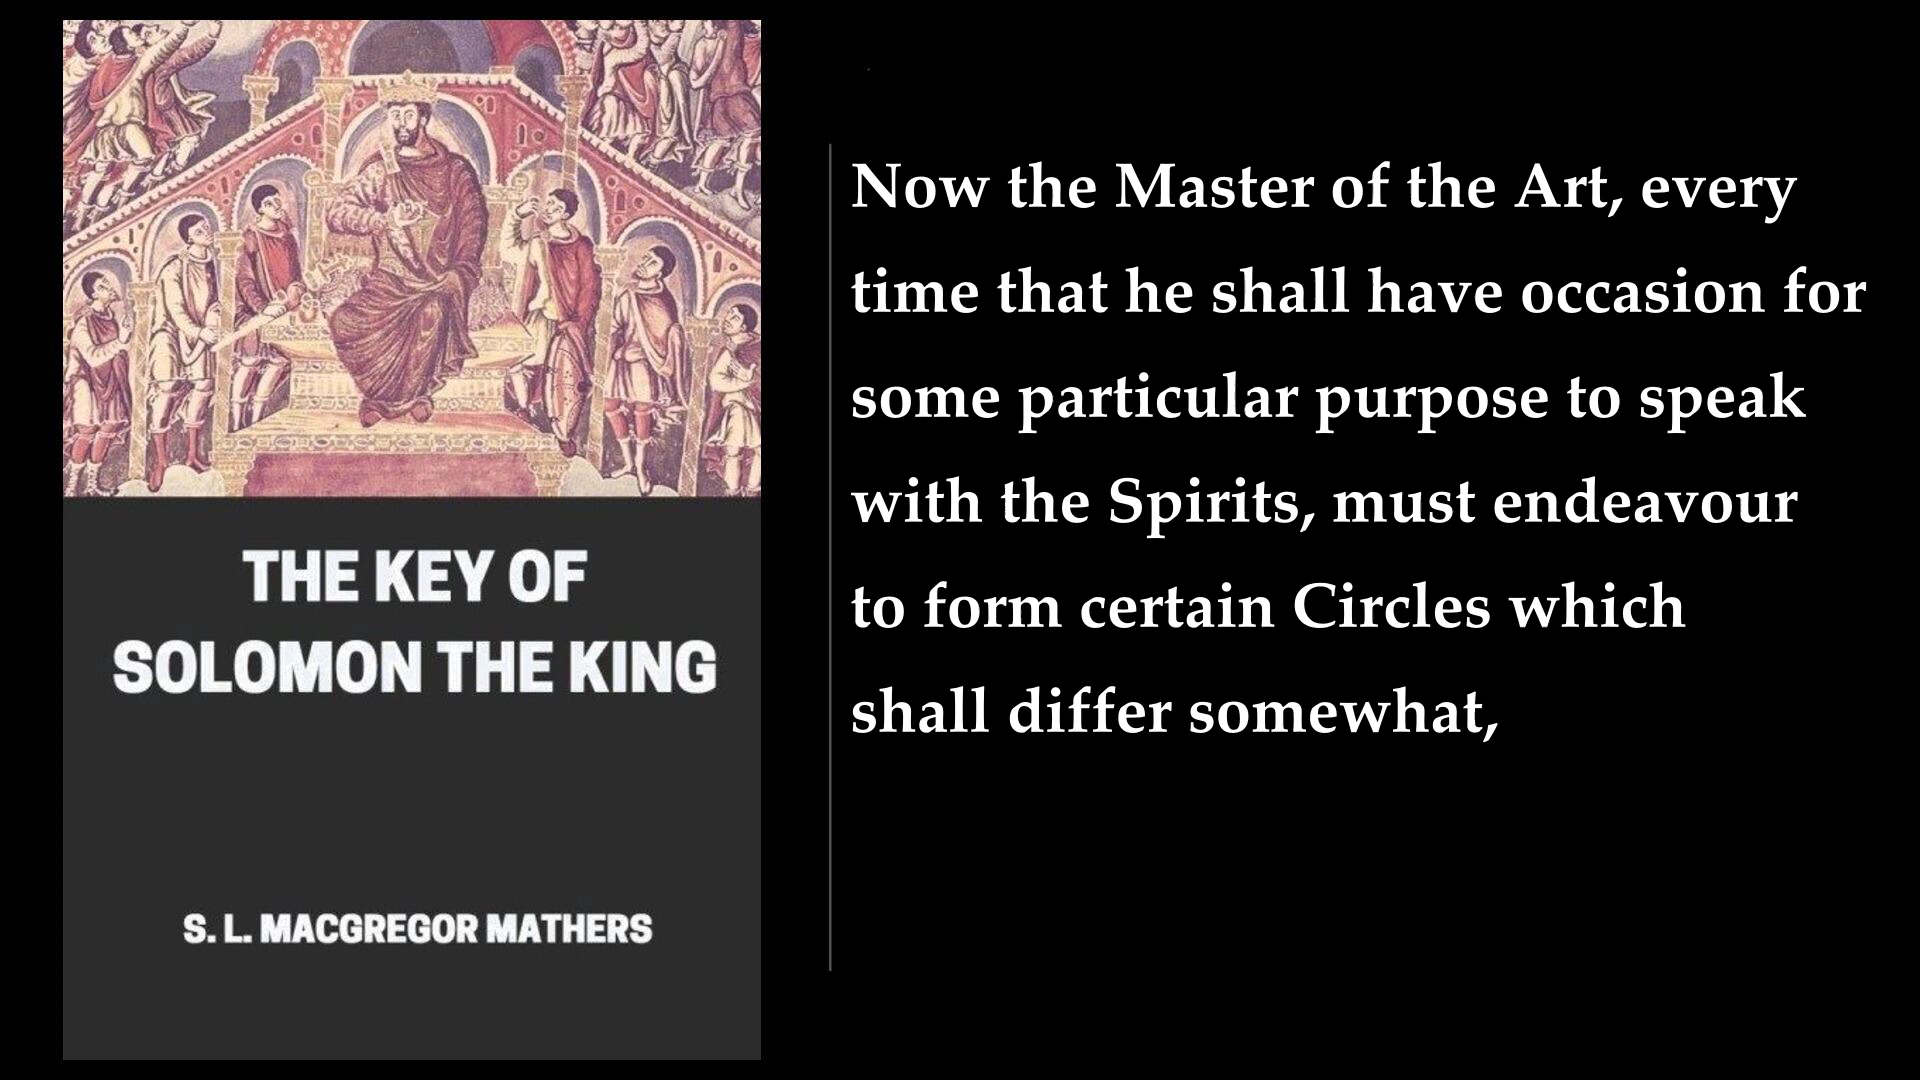 THE KEY OF
SOLOMON THE KING
S. L. MACGREGOR MATHERS
Now the Master of the Art, every
time that he shall have occasion for
some particular purpose to speak
with the Spirits, must endeavour
to form certain Circles which
shall differ somewhat,